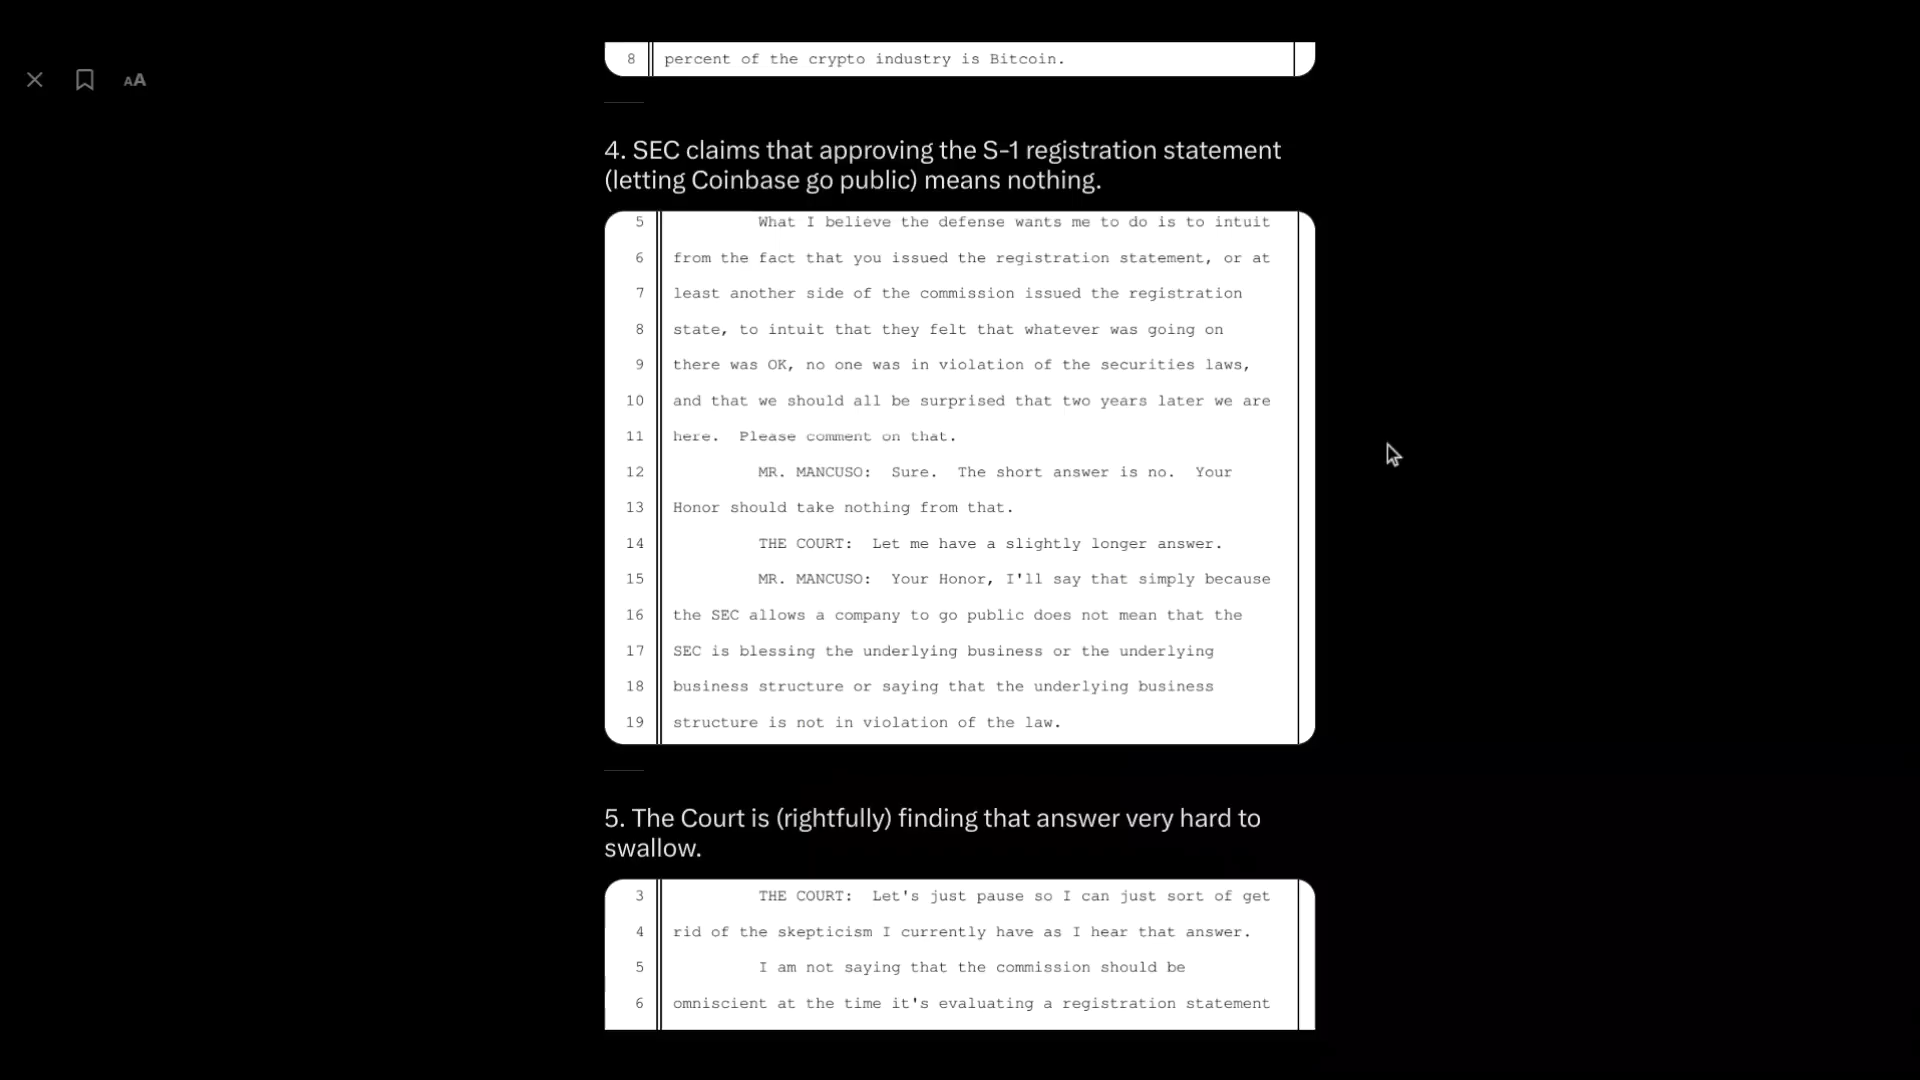 8 percent of the crypto industry is Bitcoin.
AA
4. SEC claims that approving the S-1 registration statement
(letting Coinbase go public) means nothing.
5 What I believe the defense wants me to do is to intuit
6 from the fact that you issued the registration statement, or at
7 least another side of the commission issued the registration
8 state, to intuit that they felt that whatever was going on
9 there was OK, no one was in violation of the securities laws,
10 and that we should all be surprised that two years later we are
11 here. Please comment on that.
12 MR. MANCUSO: Sure. The short answer is no. Your
13 Honor should take nothing from that.
14 THE COURT: Let me have a slightly longer answer.
15 MR. MANCUSO: Your Honor, I'll say that simply because
16 the SEC allows a company to go public does not mean that the
17 SEC is blessing the underlying business or the underlying
18 business structure or saying that the underlying business
19 structure is not in violation of the law.
5. The Court is (rightfully) finding that answer very hard to
swallow.
3 THE COURT: Let's just pause so I can just sort of get
4 rid of the skepticism I currently have as I hear that answer.
5 I am not saying that the commission should be
6 omniscient at the time it's evaluating a registration statement